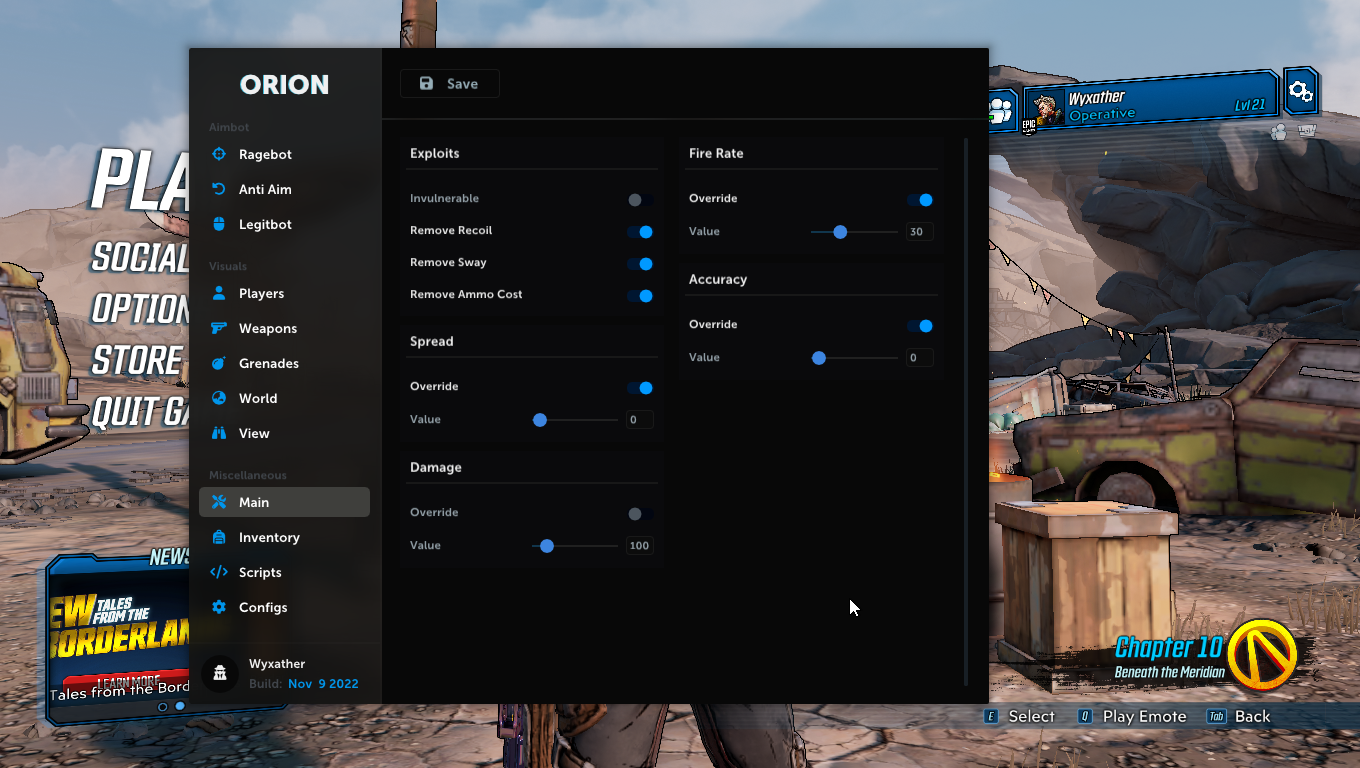 ORION
Save
Aimbot
Ragebot
Anti Aim
Legitbot
Visuals
Players
Weapons
Grenades
World
View
Miscellaneous
Main
Inventory
Scripts
Configs
Wyxather
Build: Nov 9 2022
Exploits
Invulnerable
Remove Recoil
Remove Sway
Remove Ammo Cost
Spread
Override
Value 0
Damage
Override
Value 100
Fire Rate
Override
Value 30
Accuracy
Override
Value 0
PLA
SOCIAL
OPTION
STORE
QUIT GA
NEWS
EW TALES
FROM THE
BORDERLAN
LEARN MORE
Tales from the Bord
EPIC
Wyxather
Operative
Lvl 21
Chapter 10
Beneath the Meridian
E Select Q Play Emote Tab Back